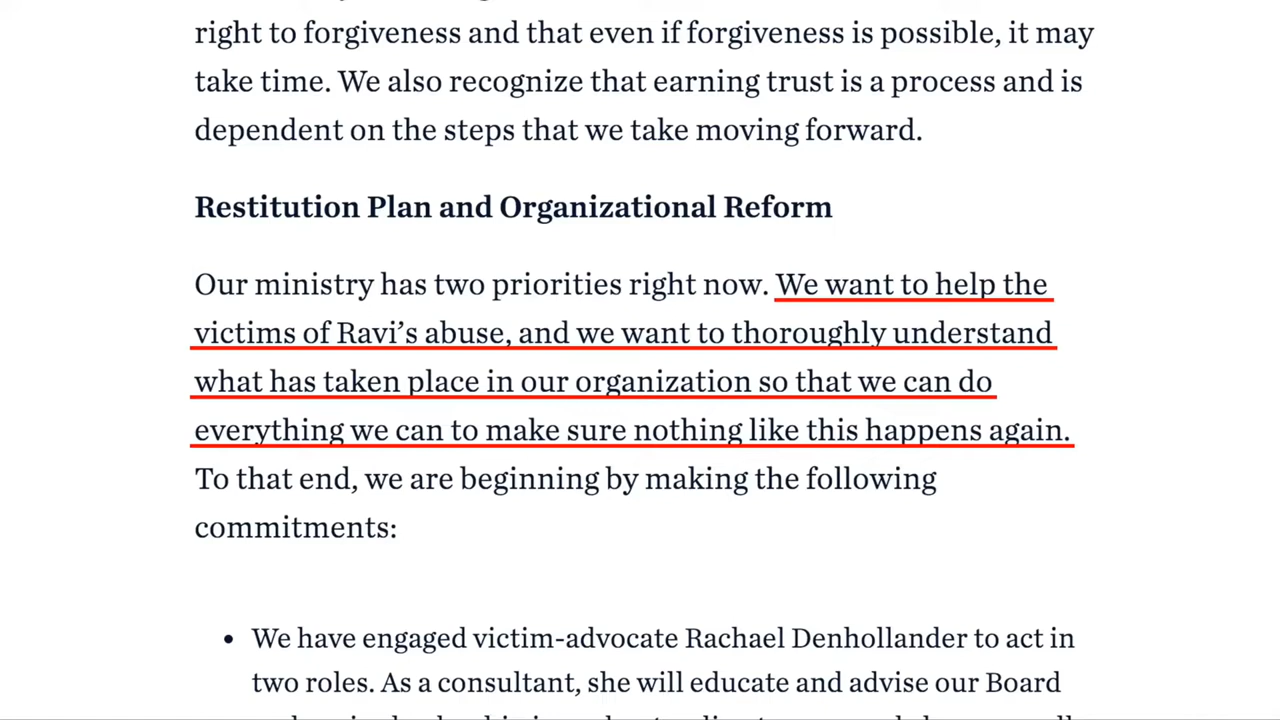 right to forgiveness and that even if forgiveness is possible, it may
take time. We also recognize that earning trust is a process and is
dependent on the steps that we take moving forward.
Restitution Plan and Organizational Reform
Our ministry has two priorities right now. We want to help the
victims of Ravi’s abuse, and we want to thoroughly understand
what has taken place in our organization so that we can do
everything we can to make sure nothing like this happens again.
To that end, we are beginning by making the following
commitments:
• We have engaged victim-advocate Rachael Denhollander to act in
two roles. As a consultant, she will educate and advise our Board